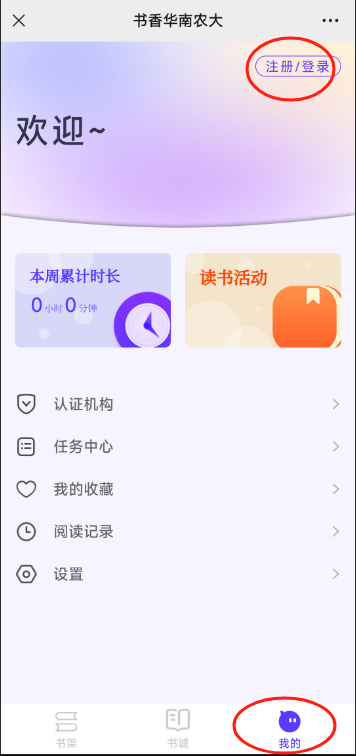 书香华南农大
注册/登录
欢迎~
本周累计时长
0小时0分钟
读书活动
认证机构
任务中心
我的收藏
阅读记录
设置
书架
书城
我的